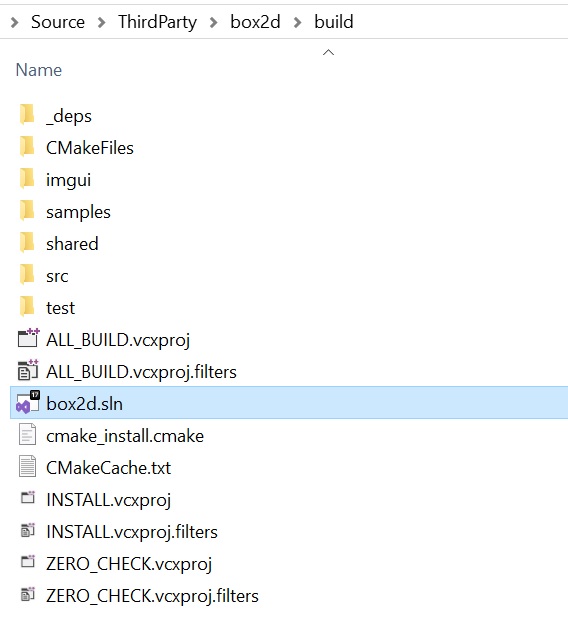 Source > ThirdParty > box2d > build
Name
_deps
CMakeFiles
imgui
samples
shared
src
test
ALL_BUILD.vcxproj
ALL_BUILD.vcxproj.filters
17
box2d.sln
cmake_install.cmake
CMakeCache.txt
INSTALL.vcxproj
INSTALL.vcxproj.filters
ZERO_CHECK.vcxproj
ZERO_CHECK.vcxproj.filters